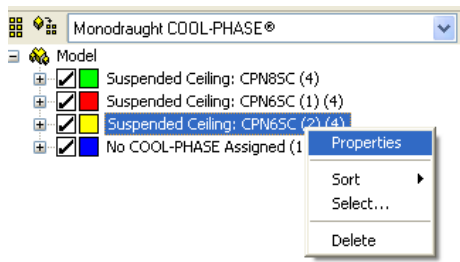 Monodraught COOL-PHASE®
Model
Suspended Ceiling: CPN8SC (4)
Suspended Ceiling: CPN6SC (1) (4)
Suspended Ceiling: CPN6SC (2) (4)
No COOL-PHASE Assigned (1
Properties
Sort
Select...
Delete